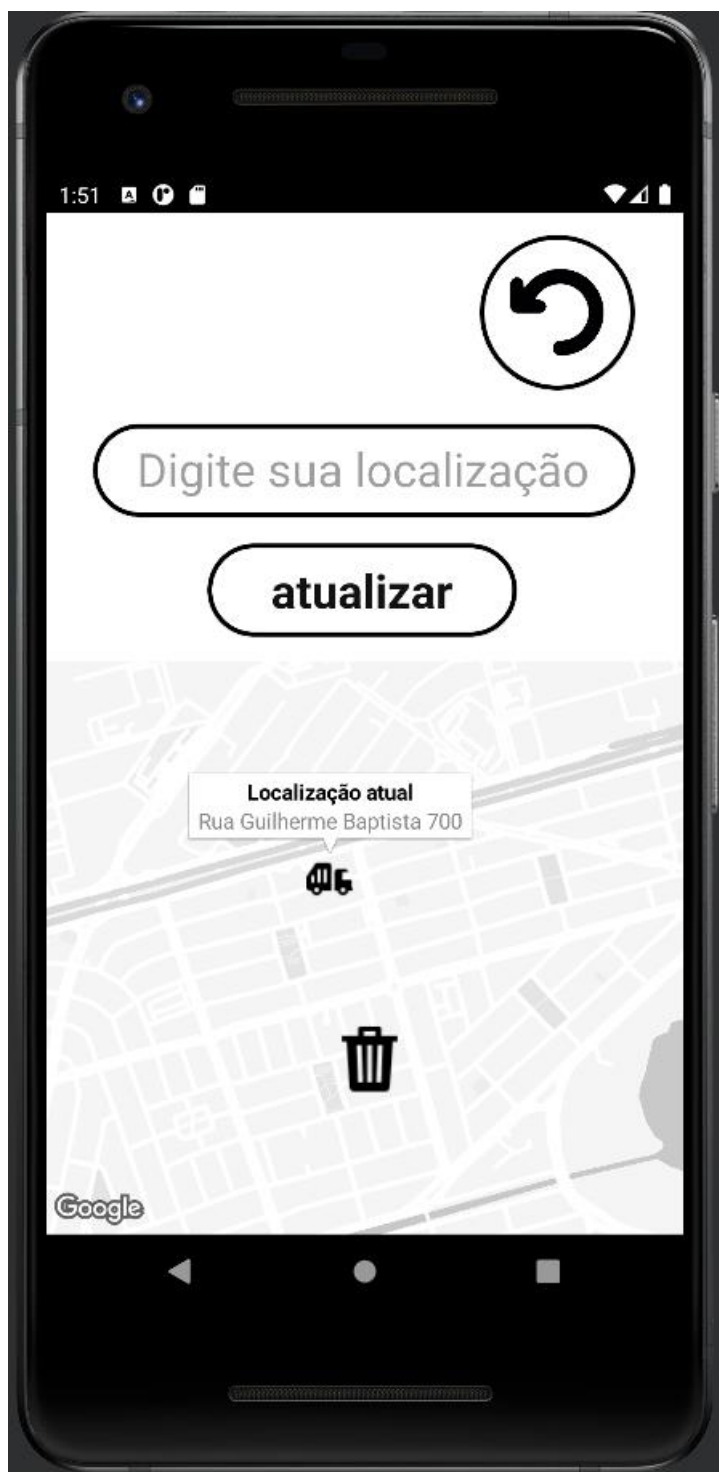 1:51
Digite sua localização
atualizar
Localização atual
Rua Guilherme Baptista 700
Google